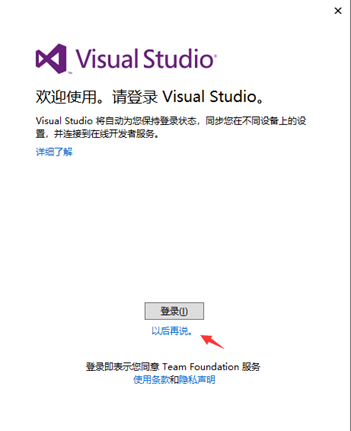 Visual Studio
欢迎使用。请登录 Visual Studio。
Visual Studio 将自动为您保持登录状态，同步您在不同设备上的设
置，并连接到在线开发者服务。
详细了解
登录(I)
以后再说。
登录即表示您同意 Team Foundation 服务
使用条款和隐私声明